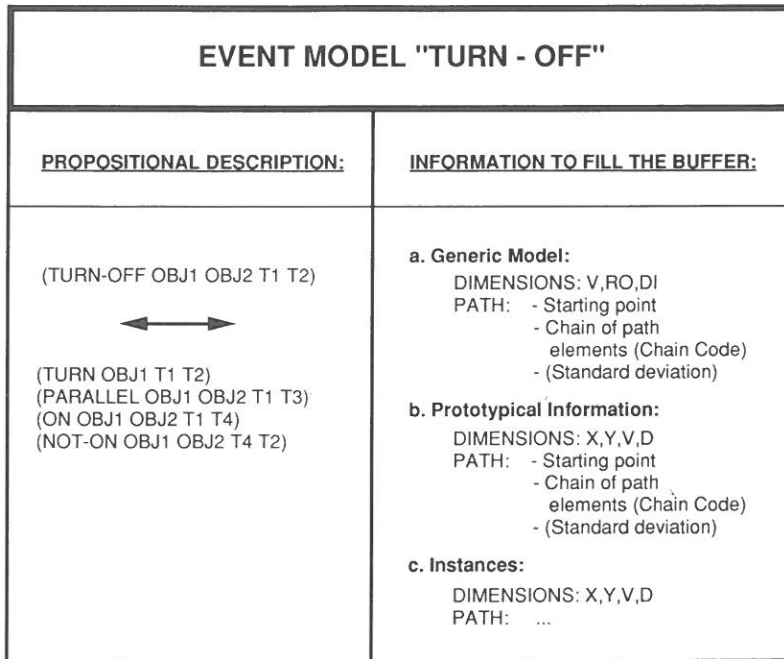 EVENT MODEL "TURN - OFF"
PROPOSITIONAL DESCRIPTION:
(TURN-OFF OBJ1 OBJ2 T1 T2)
(TURN OBJ1 T1 T2)
(PARALLEL OBJ1 OBJ2 T1 T3)
(ON OBJ1 OBJ2 T1 T4)
(NOT-ON OBJ1 OBJ2 T4 T2)
INFORMATION TO FILL THE BUFFER:
a. Generic Model:
DIMENSIONS: V,RO,DI
PATH: - Starting point
- Chain of path
elements (Chain Code)
- (Standard deviation)
b. Prototypical Information:
DIMENSIONS: X,Y,V,D
PATH: - Starting point
- Chain of path
elements (Chain Code)
- (Standard deviation)
c. Instances:
DIMENSIONS: X,Y,V,D
PATH: ...